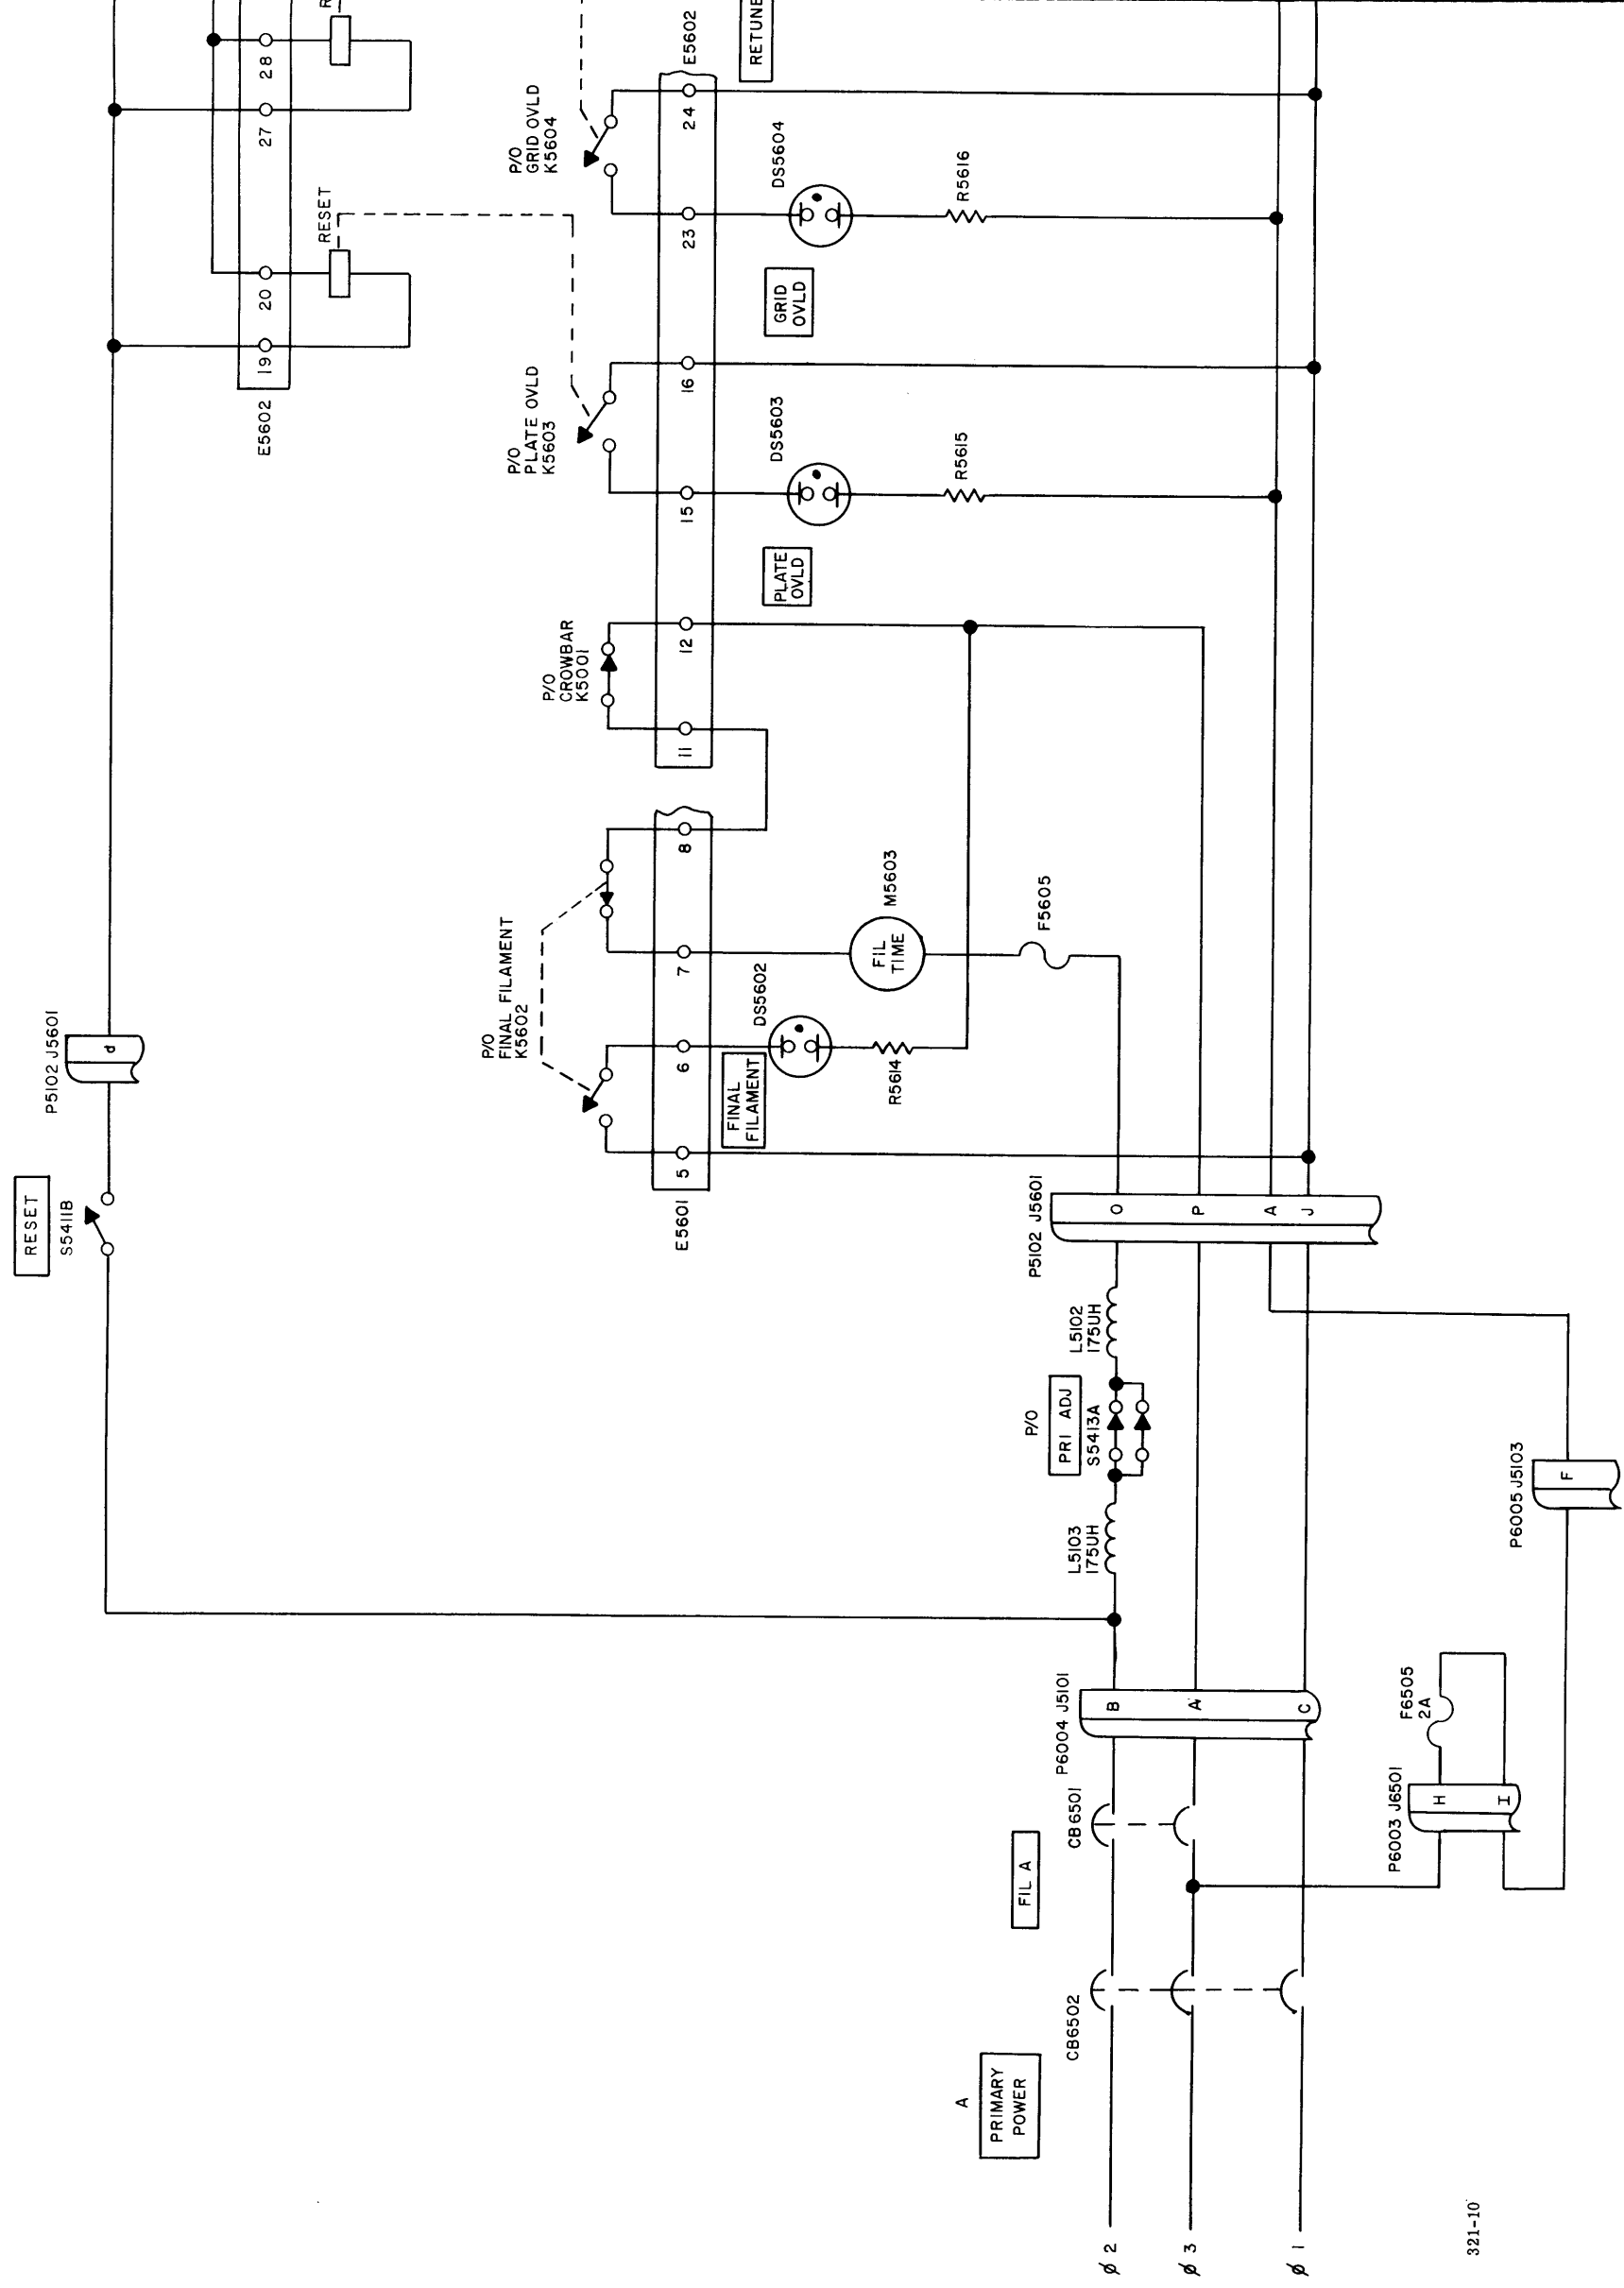 RESET
S5411B
P5102 J5601
d
E5602
19
20
27
28
RESET
R
P/O
FINAL FILAMENT
K5602
P/O
CROWBAR
K5001
P/O
PLATE OVLD
K5603
P/O
GRID OVLD
K5604
E5601
5
6
7
8
11
12
15
16
23
24
E5602
FINAL
FILAMENT
DS5602
PLATE
OVLD
DS5603
GRID
OVLD
DS5604
RETUNE
R5614
FIL
TIME
M5603
F5605
R5615
R5616
A
PRIMARY
POWER
CB6502
FIL A
CB6501
P6004 J5101
B
A
C
L5103
175UH
P/O
PRI ADJ
S5413A
L5102
175UH
P5102 J5601
O
P
A
J
Ø 2
Ø 3
Ø 1
P6003 J6501
H
I
F6505
2A
P6005 J5103
F
321-10